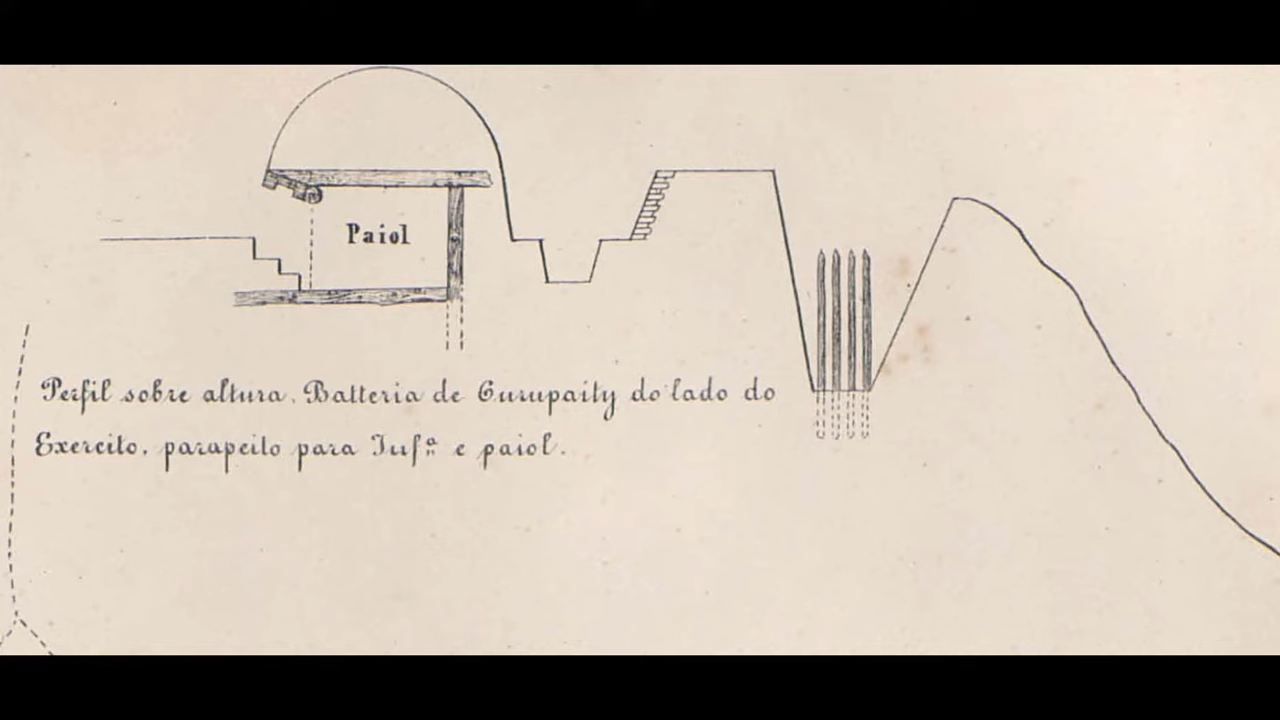 Paiol
Perfil sobre altura. Batteria de Curupaity do lado do
Exercito, parapeito para Infª e paiol.